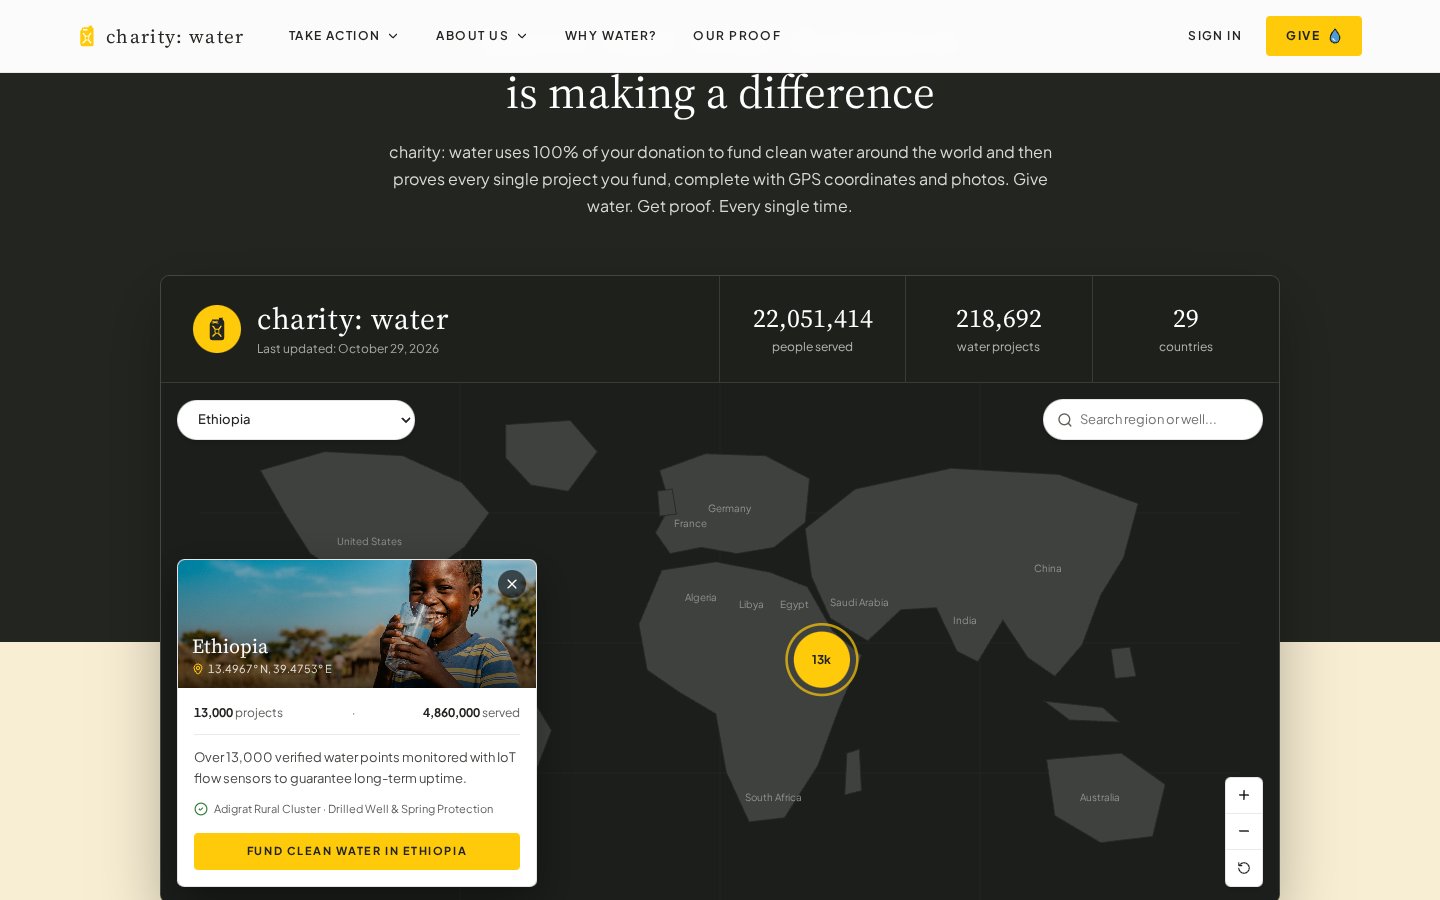 charity: water
TAKE ACTION
ABOUT US
WHY WATER?
OUR PROOF
SIGN IN
GIVE
is making a difference
charity: water uses 100% of your donation to fund clean water around the world and then
proves every single project you fund, complete with GPS coordinates and photos. Give
water. Get proof. Every single time.
charity: water
Last updated: October 29, 2026
22,051,414
people served
218,692
water projects
29
countries
Ethiopia
Search region or well...
Germany
France
United States
China
Algeria
Libya
Egypt
Saudi Arabia
India
13k
South Africa
Australia
Ethiopia
13.4967° N, 39.4753° E
13,000 projects · 4,860,000 served
Over 13,000 verified water points monitored with IoT
flow sensors to guarantee long-term uptime.
Adigrat Rural Cluster · Drilled Well & Spring Protection
FUND CLEAN WATER IN ETHIOPIA